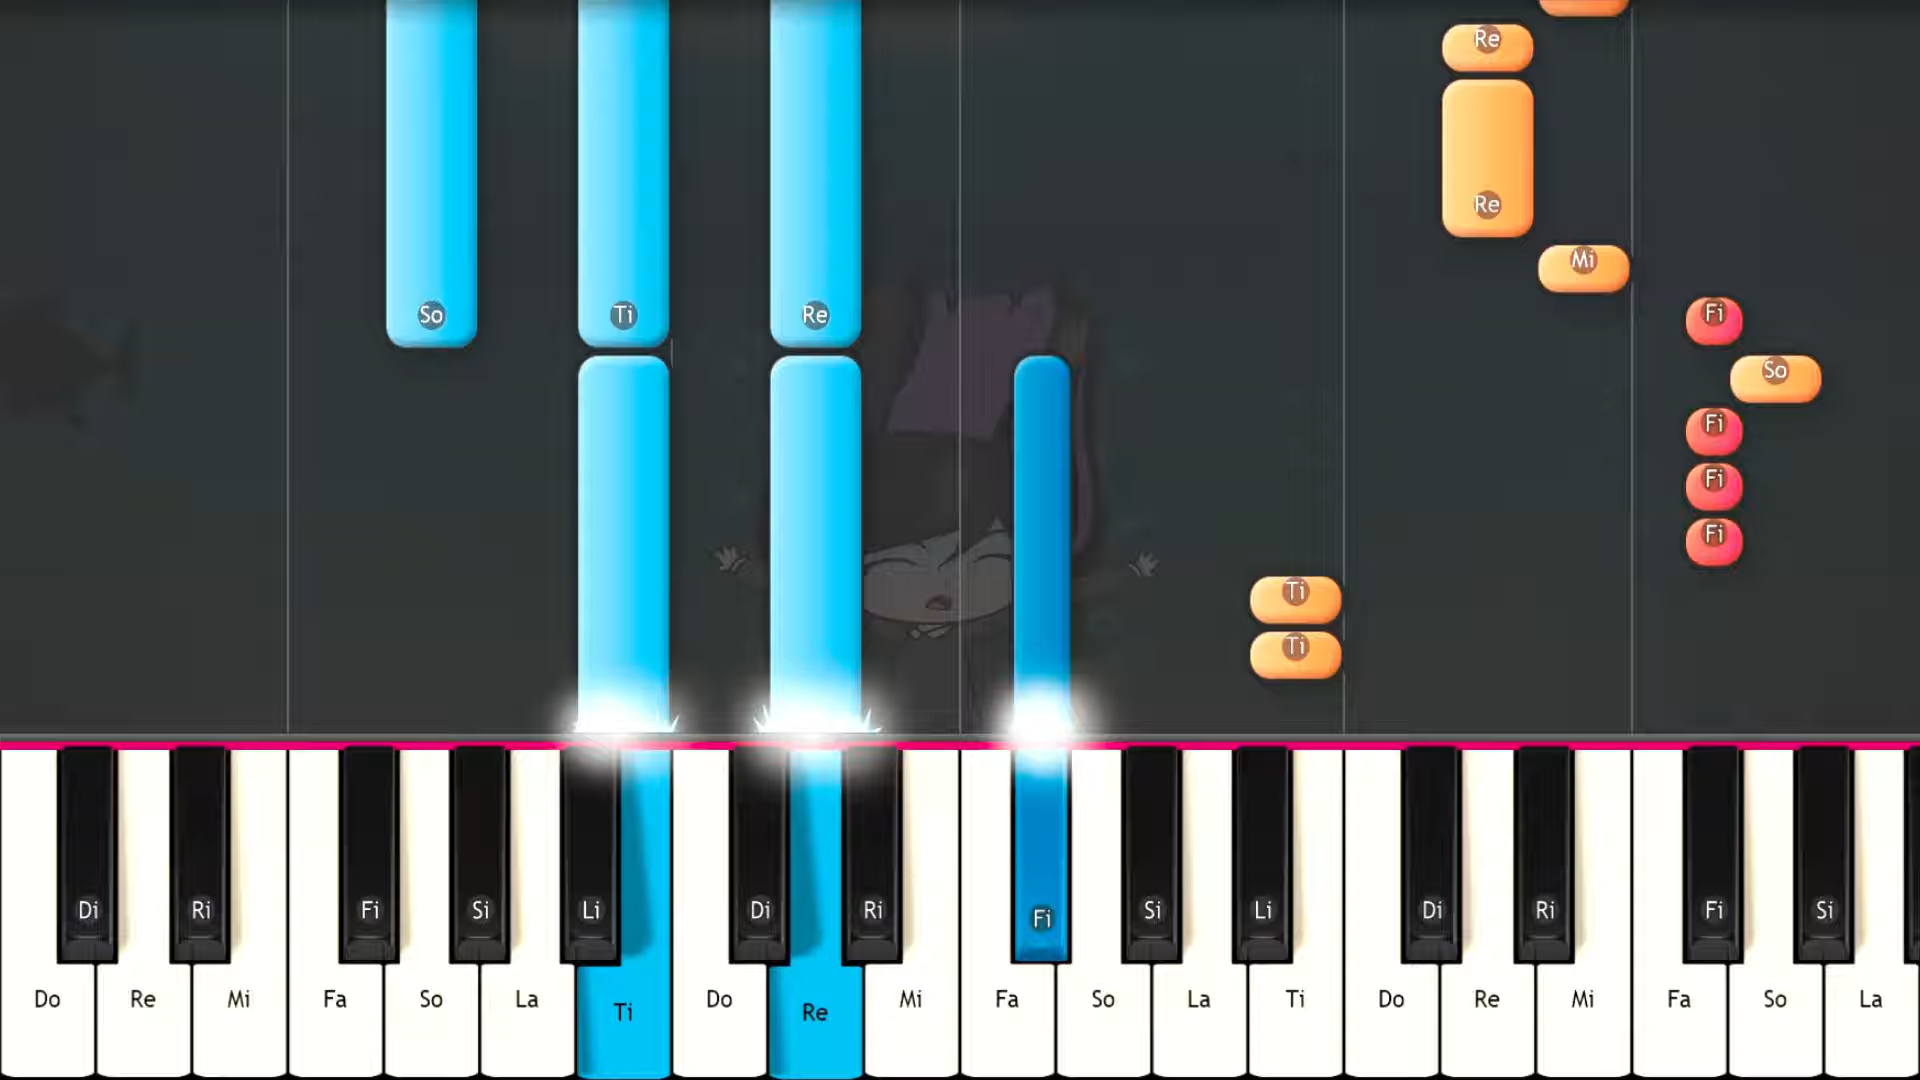 Re
Re
Mi
So Ti Re Fi
So
Fi
Fi
Fi
Ti
Ti
Di Ri Fi Si Li Di Ri Fi Si Li Di Ri Fi Si
Do Re Mi Fa So La Ti Do Re Mi Fa So La Ti Do Re Mi Fa So La